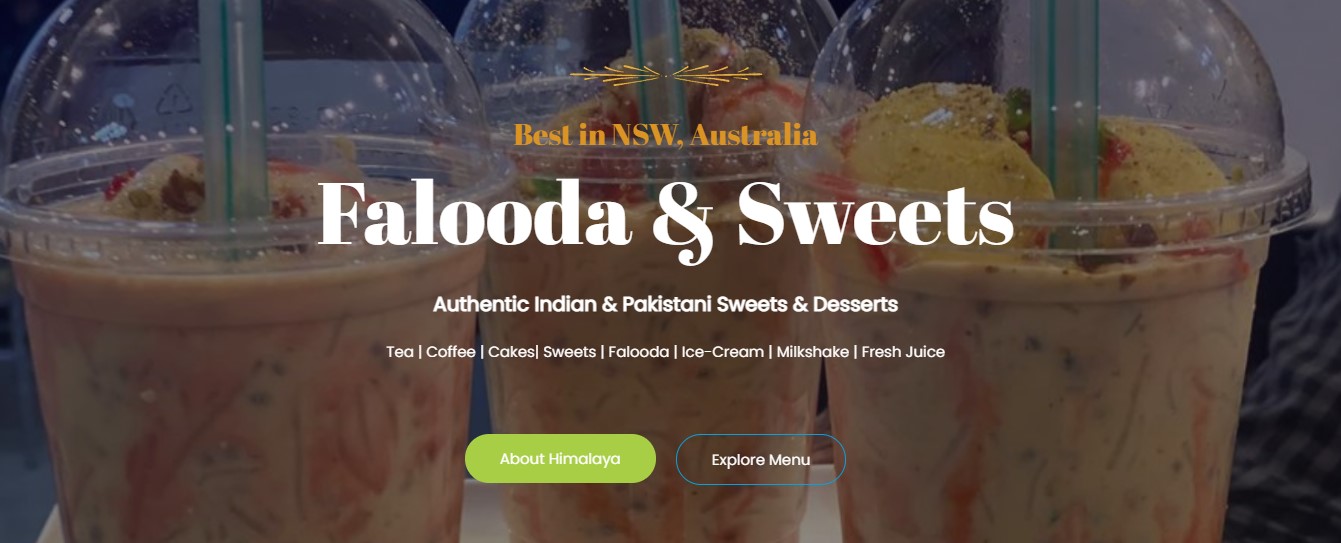 Best in NSW, Australia
Falooda & Sweets
Authentic Indian & Pakistani Sweets & Desserts
Tea | Coffee | Cakes| Sweets | Falooda | Ice-Cream | Milkshake | Fresh Juice
About Himalaya
Explore Menu